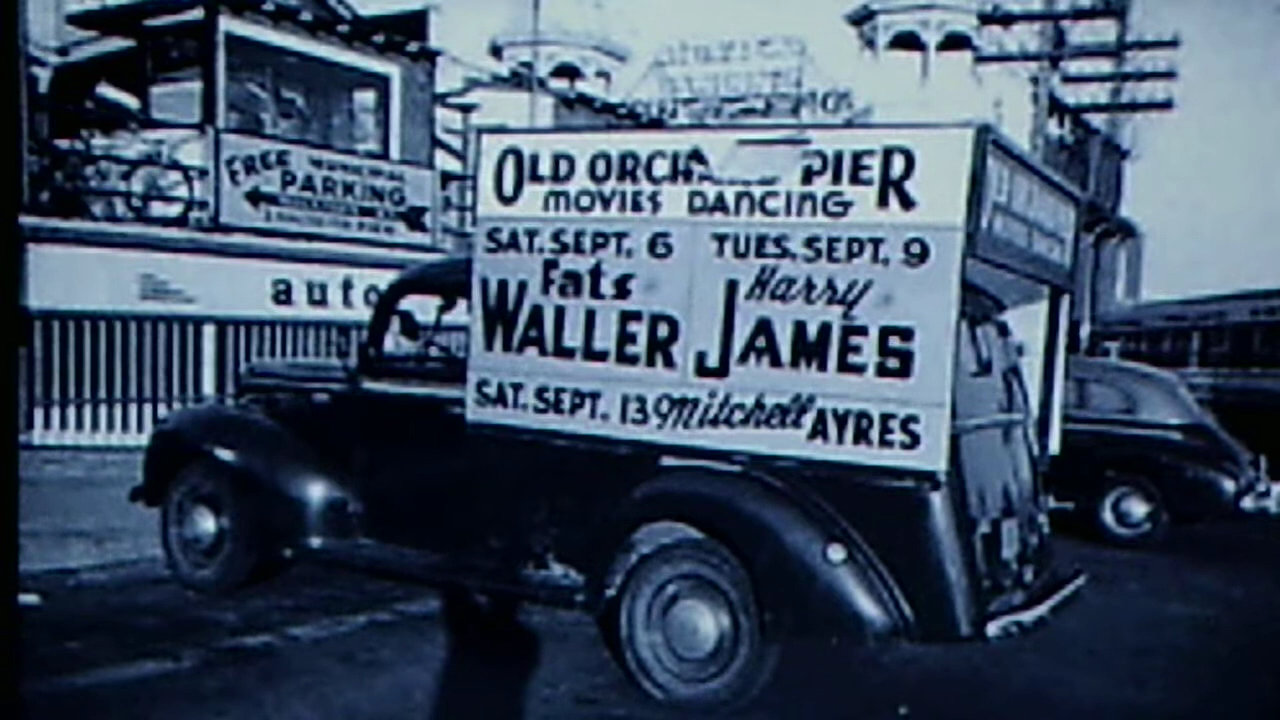 FREE MUNICIPAL
PARKING
auto
OLD ORCHA PIER
MOVIES DANCING
SAT. SEPT. 6 TUES. SEPT. 9
Fats Harry
WALLER JAMES
SAT. SEPT. 13 Mitchell AYRES